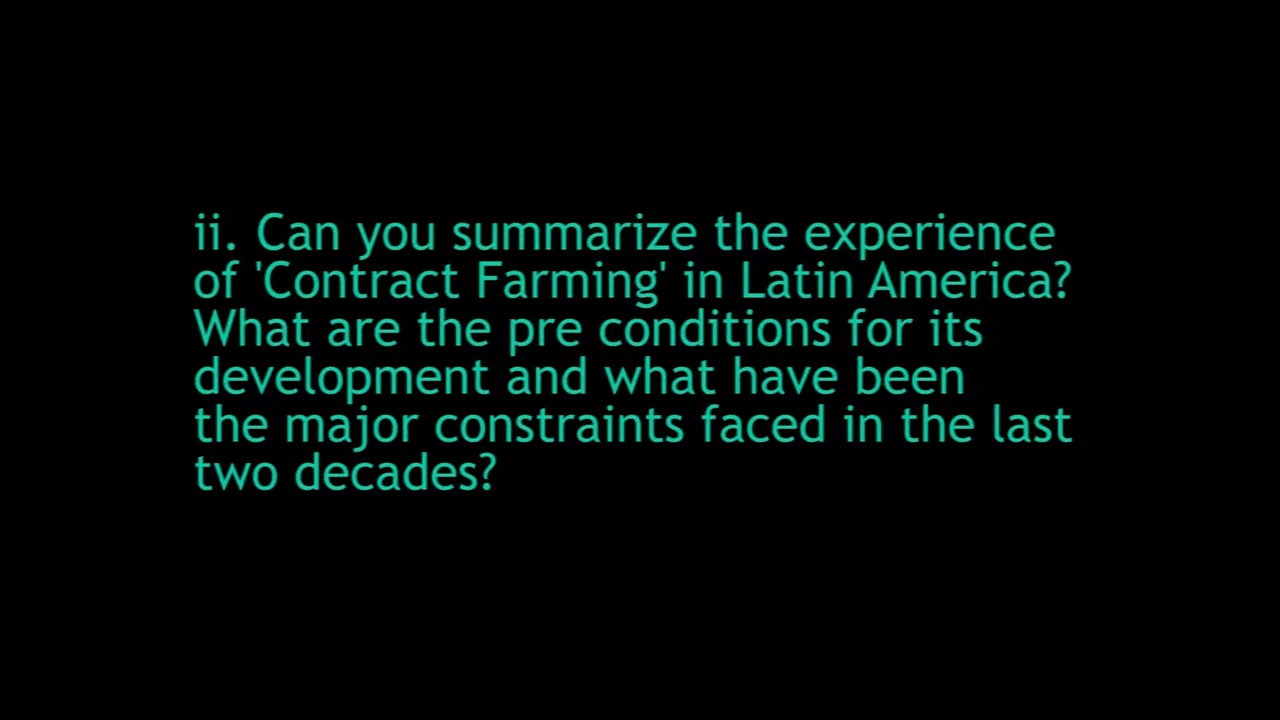 ii. Can you summarize the experience
of 'Contract Farming' in Latin America?
What are the pre conditions for its
development and what have been
the major constraints faced in the last
two decades?